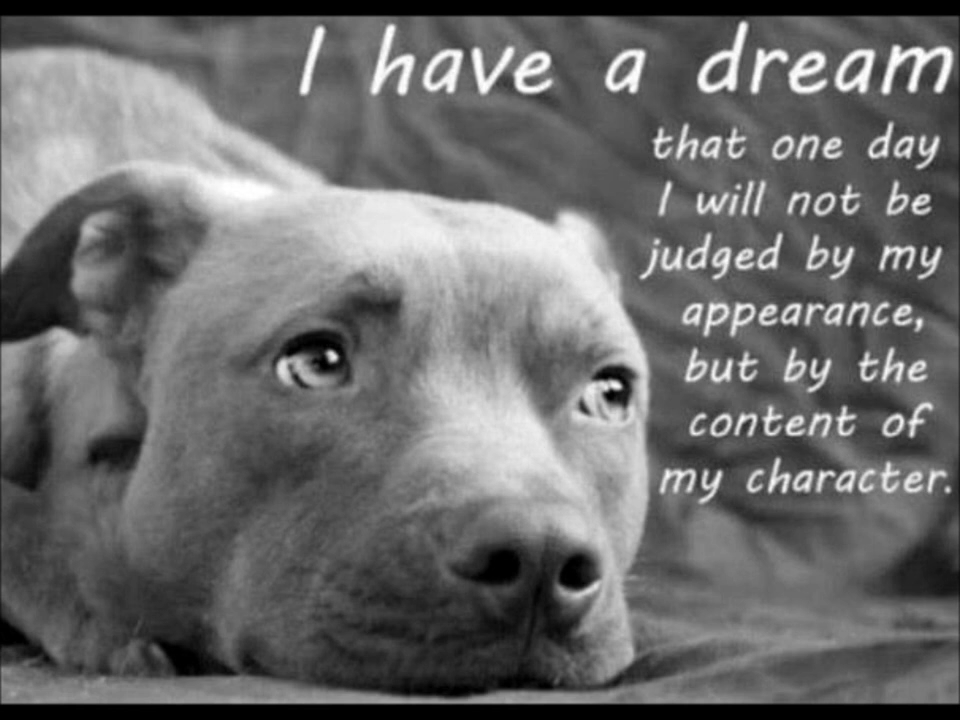 I have a dream
that one day
I will not be
judged by my
appearance,
but by the
content of
my character.